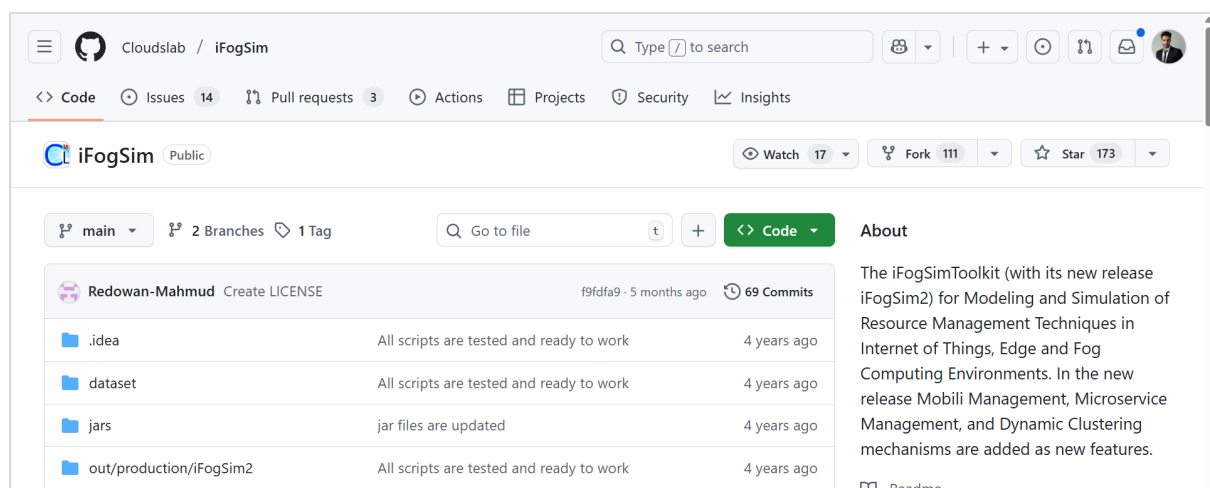 Cloudslab / iFogSim
Type / to search
<> Code
Issues 14
Pull requests 3
Actions
Projects
Security
Insights
CL iFogSim Public
Watch 17
Fork 111
Star 173
main
2 Branches
1 Tag
Go to file t
<> Code
Redowan-Mahmud Create LICENSE f9fdfa9 · 5 months ago 69 Commits
.idea All scripts are tested and ready to work 4 years ago
dataset All scripts are tested and ready to work 4 years ago
jars jar files are updated 4 years ago
out/production/iFogSim2 All scripts are tested and ready to work 4 years ago
About
The iFogSimToolkit (with its new release
iFogSim2) for Modeling and Simulation of
Resource Management Techniques in
Internet of Things, Edge and Fog
Computing Environments. In the new
release Mobili Management, Microservice
Management, and Dynamic Clustering
mechanisms are added as new features.
Readme